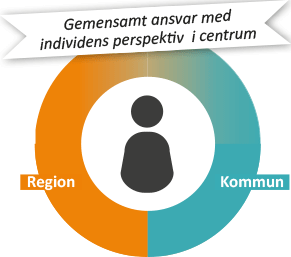 Gemensamt ansvar med
individens perspektiv i centrum
Region
Kommun